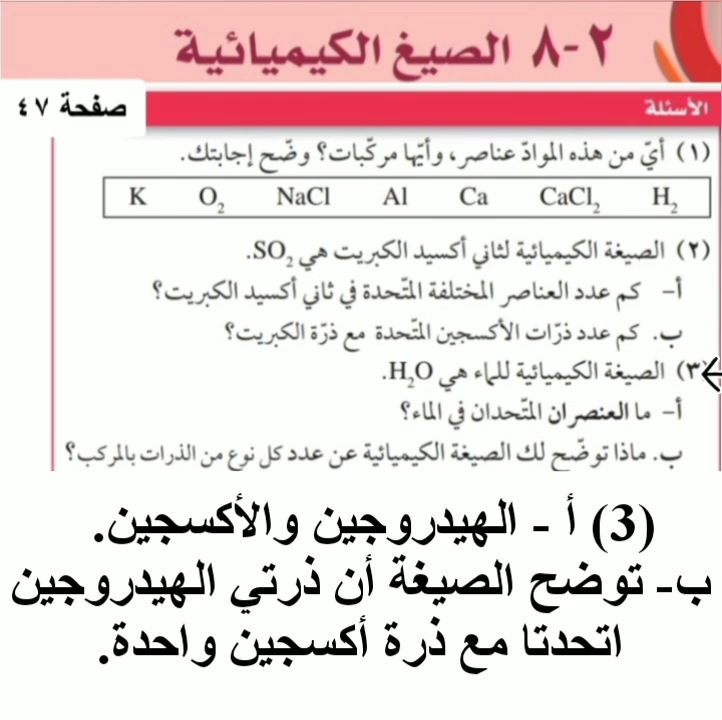 ٢-٨ الصيغ الكيميائية
الأسئلة
صفحة ٤٧
(١) أيّ من هذه الموادّ عناصر، وأيّها مركّبات؟ وضّح إجابتك.
K O₂ NaCl Al Ca CaCl₂ H₂
(٢) الصيغة الكيميائية لثاني أكسيد الكبريت هي SO₂.
أ- كم عدد العناصر المختلفة المتّحدة في ثاني أكسيد الكبريت؟
ب. كم عدد ذرّات الأكسجين المتّحدة مع ذرّة الكبريت؟
(٣) الصيغة الكيميائية للماء هي H₂O.
أ- ما العنصران المتّحدان في الماء؟
ب. ماذا توضّح لك الصيغة الكيميائية عن عدد كل نوع من الذرات بالمركب؟
(3) أ - الهيدروجين والأكسجين.
ب- توضح الصيغة أن ذرتي الهيدروجين
اتحدتا مع ذرة أكسجين واحدة.